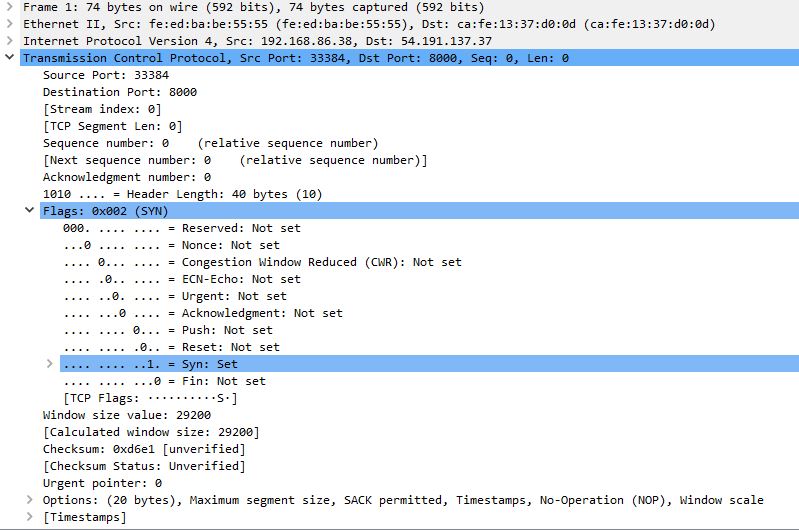 Frame 1: 74 bytes on wire (592 bits), 74 bytes captured (592 bits)
Ethernet II, Src: fe:ed:ba:be:55:55 (fe:ed:ba:be:55:55), Dst: ca:fe:13:37:d0:0d (ca:fe:13:37:d0:0d)
Internet Protocol Version 4, Src: 192.168.86.38, Dst: 54.191.137.37
Transmission Control Protocol, Src Port: 33384, Dst Port: 8000, Seq: 0, Len: 0
Source Port: 33384
Destination Port: 8000
[Stream index: 0]
[TCP Segment Len: 0]
Sequence number: 0    (relative sequence number)
[Next sequence number: 0    (relative sequence number)]
Acknowledgment number: 0
1010 .... = Header Length: 40 bytes (10)
Flags: 0x002 (SYN)
000. .... .... = Reserved: Not set
...0 .... .... = Nonce: Not set
.... 0... .... = Congestion Window Reduced (CWR): Not set
.... .0.. .... = ECN-Echo: Not set
.... ..0. .... = Urgent: Not set
.... ...0 .... = Acknowledgment: Not set
.... .... 0... = Push: Not set
.... .... .0.. = Reset: Not set
.... .... ..1. = Syn: Set
.... .... ...0 = Fin: Not set
[TCP Flags: ··········S·]
Window size value: 29200
[Calculated window size: 29200]
Checksum: 0xd6e1 [unverified]
[Checksum Status: Unverified]
Urgent pointer: 0
Options: (20 bytes), Maximum segment size, SACK permitted, Timestamps, No-Operation (NOP), Window scale
[Timestamps]